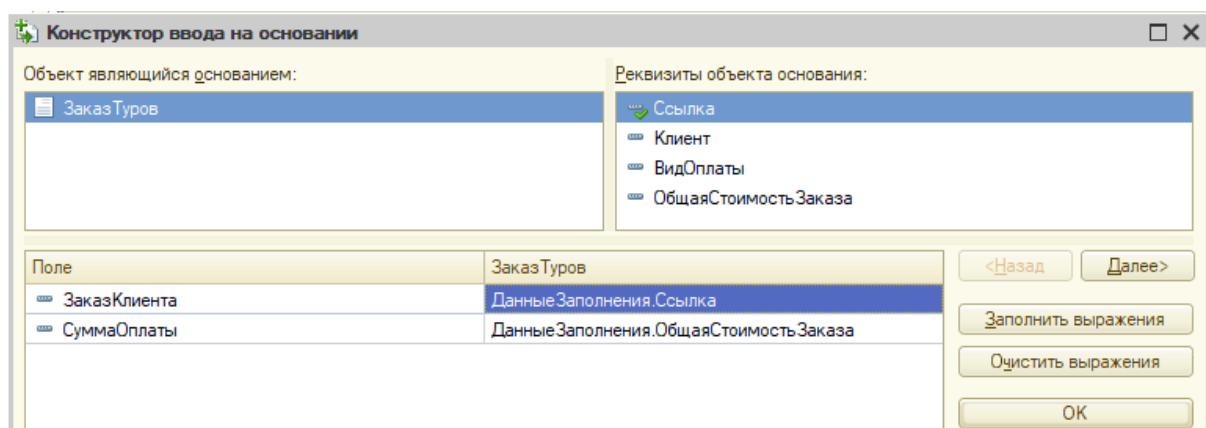 Конструктор ввода на основании
Объект являющийся основанием:
Реквизиты объекта основания:
ЗаказТуров
Ссылка
Клиент
ВидОплаты
ОбщаяСтоимостьЗаказа
Поле
ЗаказТуров
ЗаказКлиента
ДанныеЗаполнения.Ссылка
СуммаОплаты
ДанныеЗаполнения.ОбщаяСтоимостьЗаказа
<Назад
Далее>
Заполнить выражения
Очистить выражения
OK